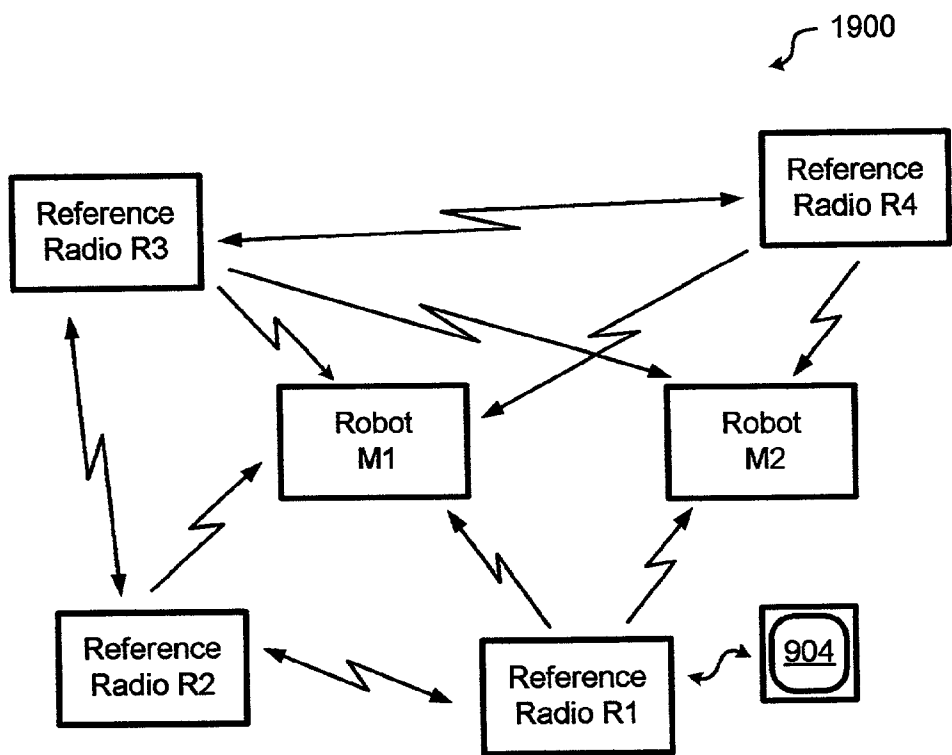 1900
Reference
Radio R4
Reference
Radio R3
Robot
M1
Robot
M2
Reference
Radio R2
Reference
Radio R1
904